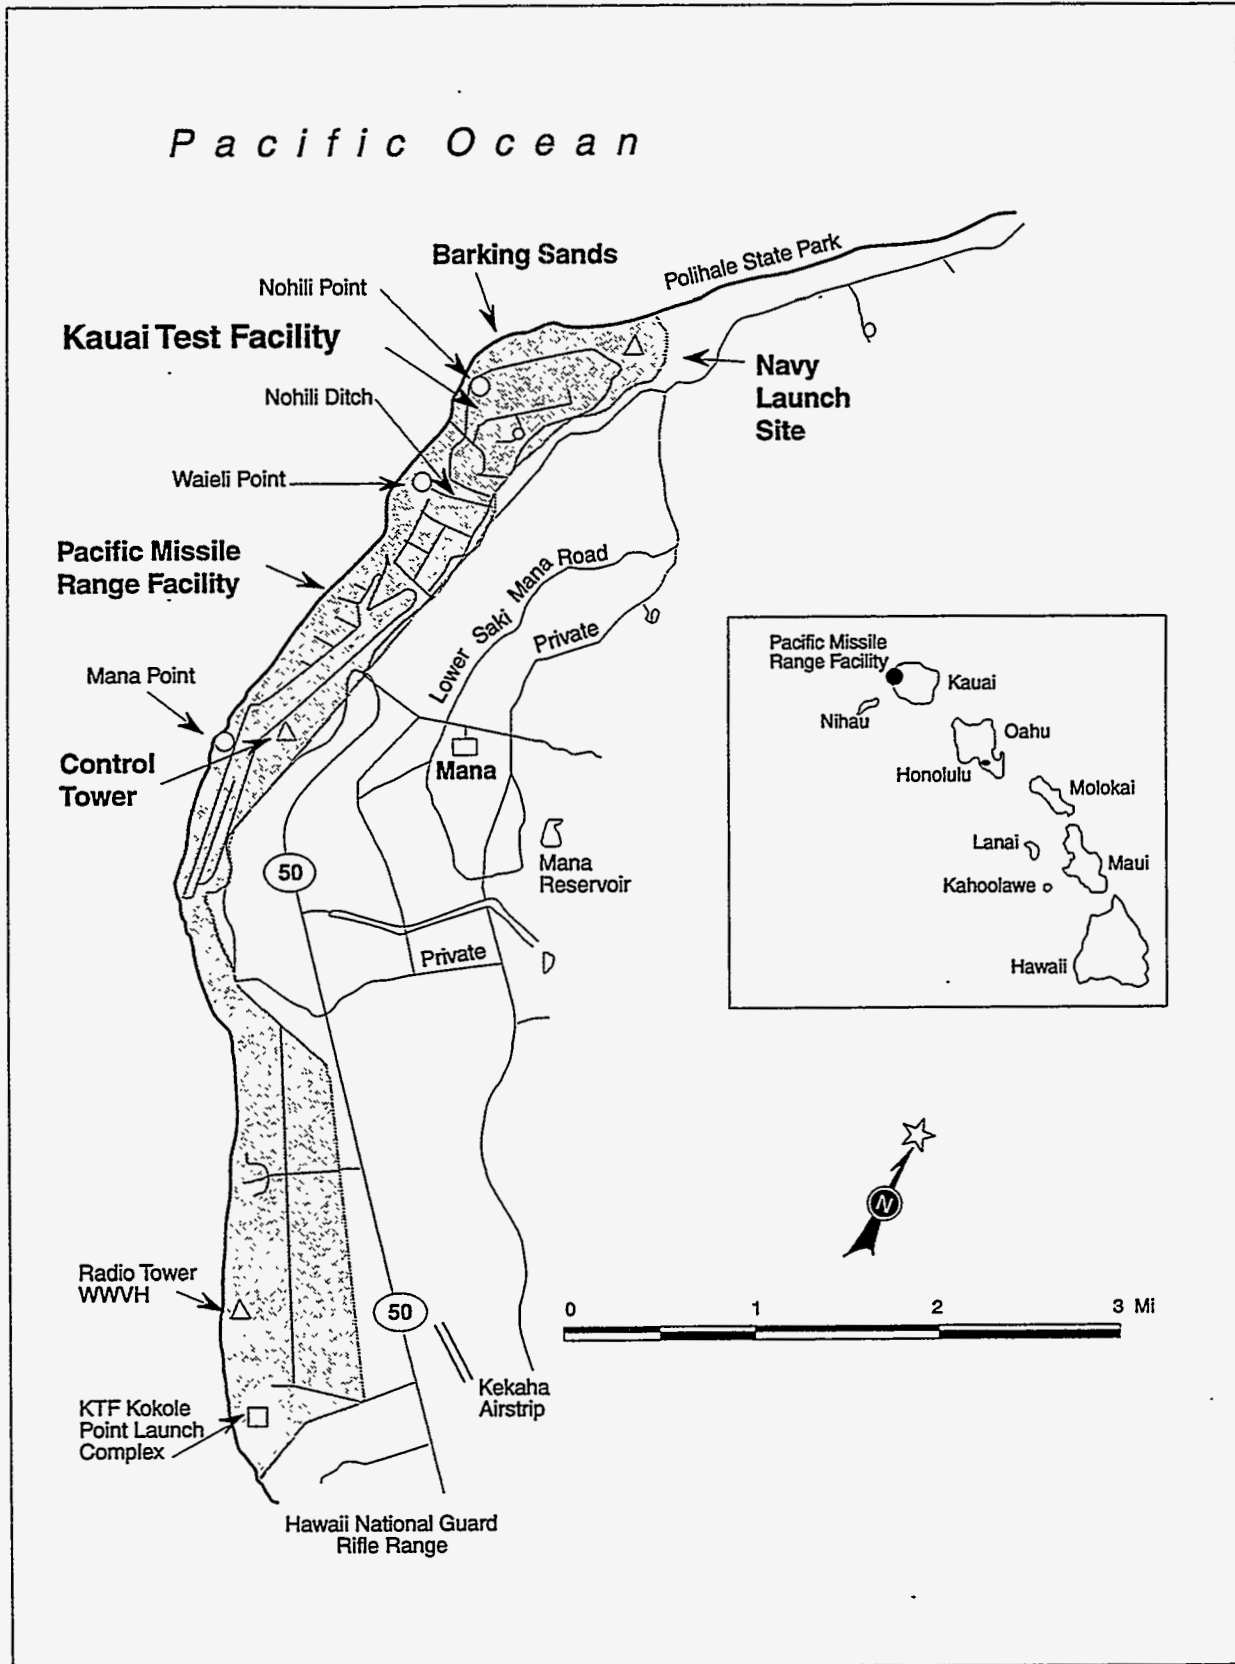 Pacific Ocean
Barking Sands
Polihale State Park
Nohili Point
Kauai Test Facility
Navy
Launch
Site
Nohili Ditch
Waieli Point
Pacific Missile
Range Facility
Lower Saki Mana Road
Private
Mana Point
Control
Tower
Mana
Mana
Reservoir
50
Private
Pacific Missile
Range Facility
Kauai
Nihau
Oahu
Honolulu
Molokai
Lanai
Maui
Kahoolawe
Hawaii
N
Radio Tower
WWVH
50
0 1 2 3 Mi
Kekaha
Airstrip
KTF Kokole
Point Launch
Complex
Hawaii National Guard
Rifle Range